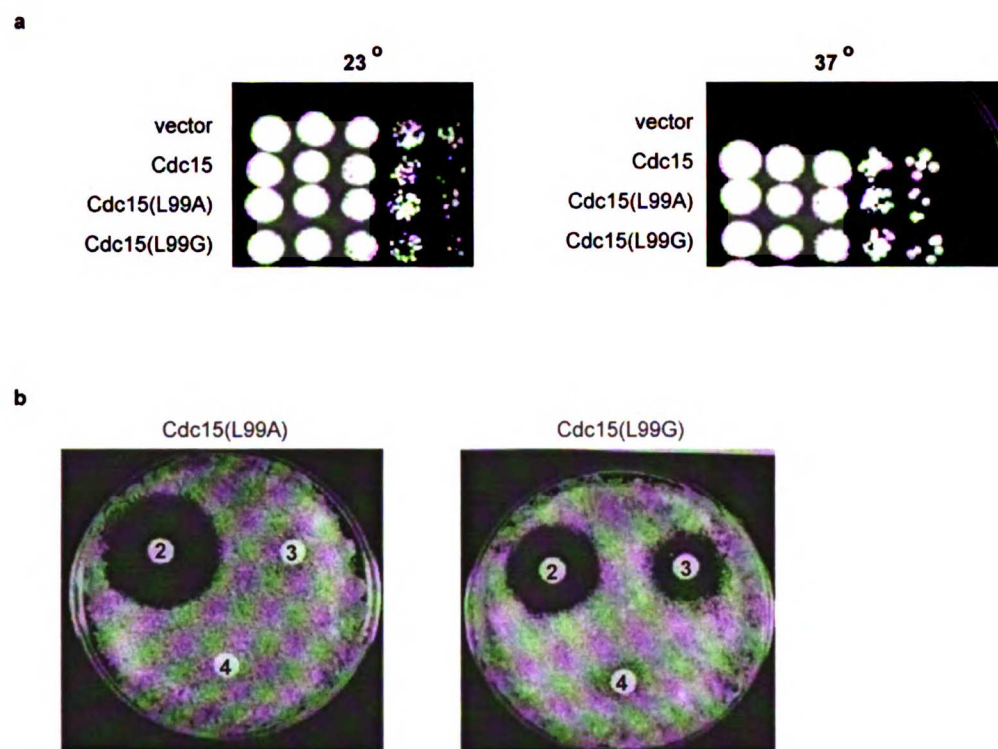 a
23 °
37 °
vector
Cdc15
Cdc15(L99A)
Cdc15(L99G)
vector
Cdc15
Cdc15(L99A)
Cdc15(L99G)
b
Cdc15(L99A)
Cdc15(L99G)
2
3
4
2
3
4